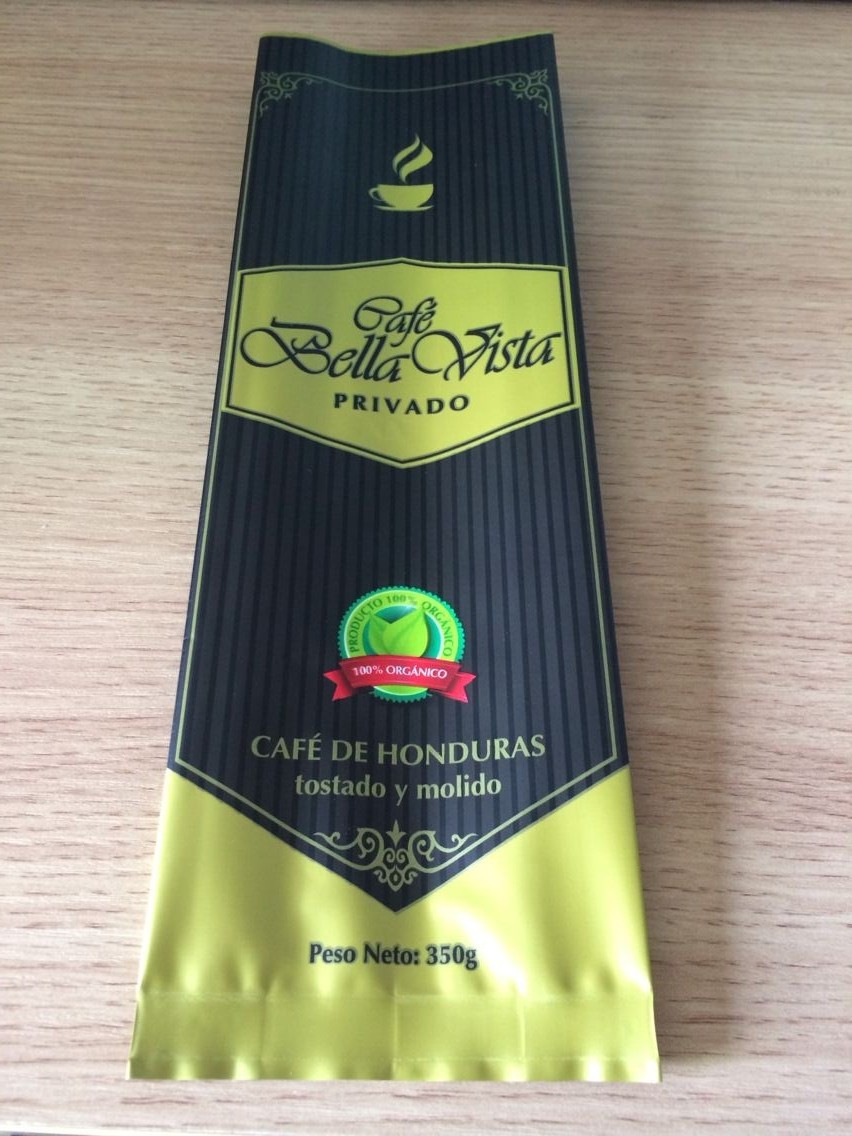 Café
Bella Vista
PRIVADO
PRODUCTO 100% ORGÁNICO
100% ORGÁNICO
CAFÉ DE HONDURAS
tostado y molido
Peso Neto: 350g